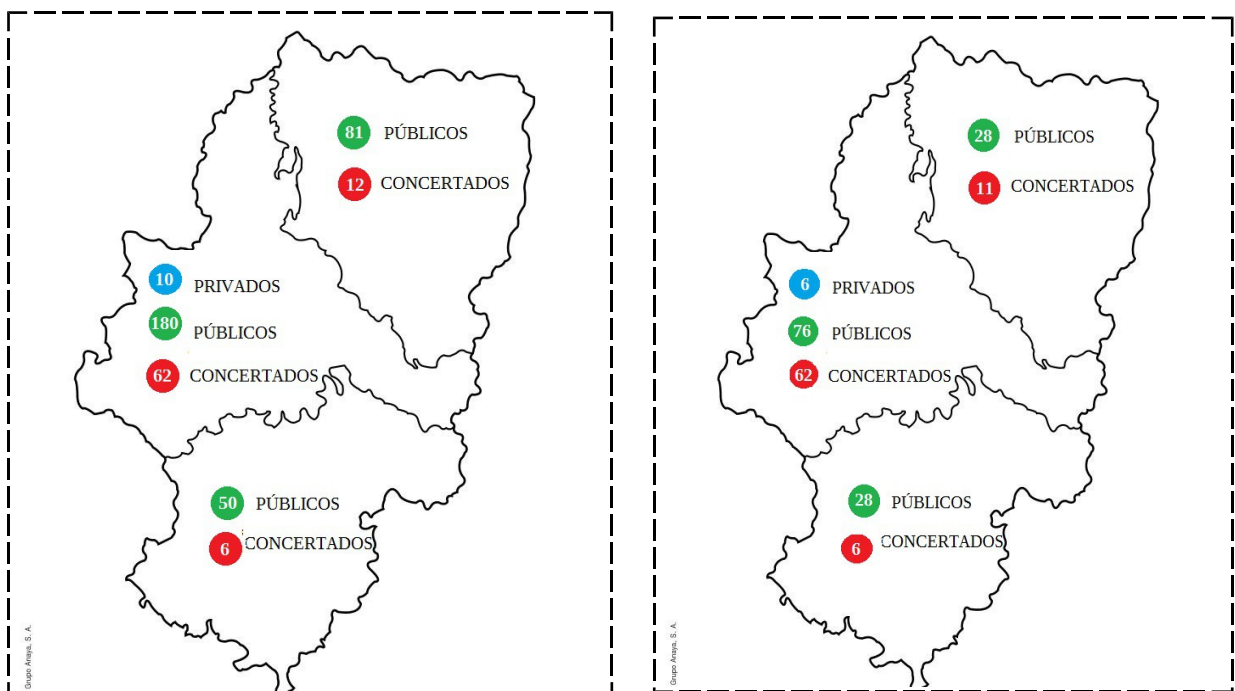 81 PÚBLICOS
12 CONCERTADOS
10 PRIVADOS
180 PÚBLICOS
62 CONCERTADOS
50 PÚBLICOS
6 CONCERTADOS
Grupo Anaya, S. A.
28 PÚBLICOS
11 CONCERTADOS
6 PRIVADOS
76 PÚBLICOS
62 CONCERTADOS
28 PÚBLICOS
6 CONCERTADOS
Grupo Anaya, S. A.